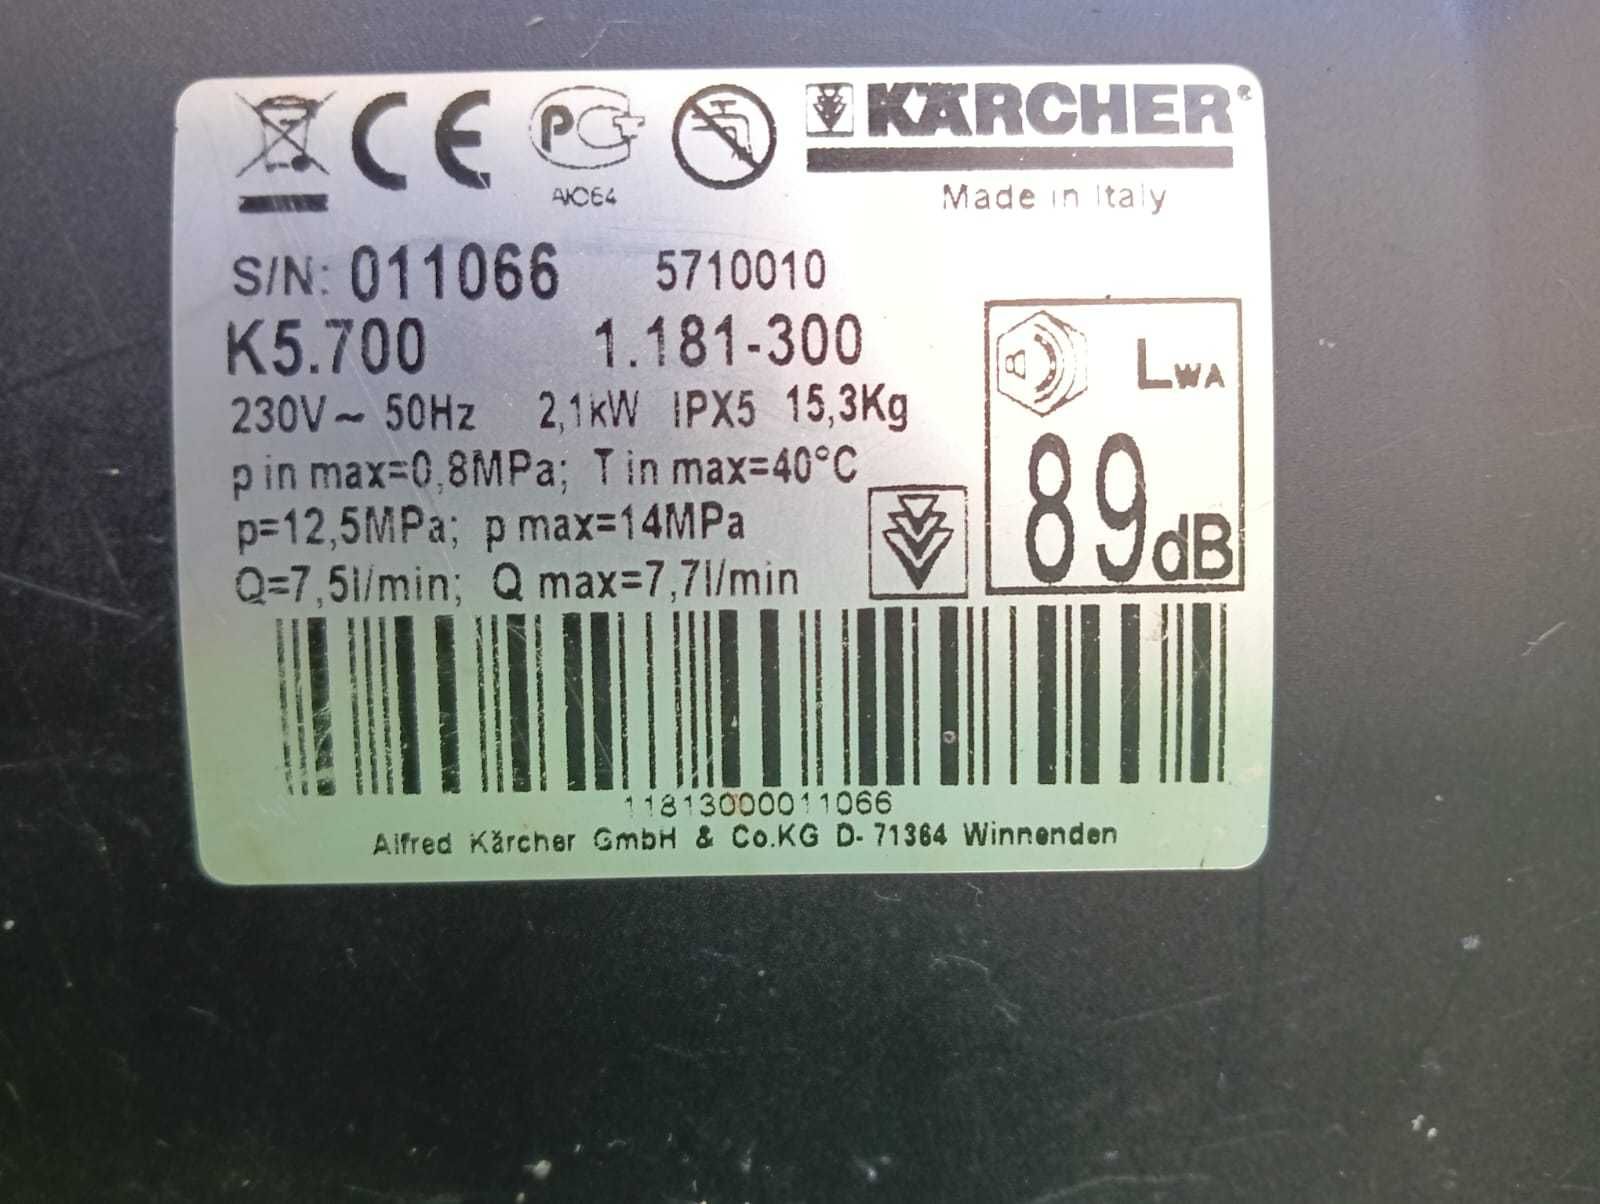 KÄRCHER
Made in Italy
S/N: 011066 5710010
K5.700 1.181-300
230V~ 50Hz 2,1kW IPX5 15,3Kg
p in max=0,8MPa; T in max=40°C
p=12,5MPa; p max=14MPa
Q=7,5l/min; Q max=7,7l/min
LWA
89dB
11813000011066
Alfred Kärcher GmbH & Co.KG D- 71364 Winnenden